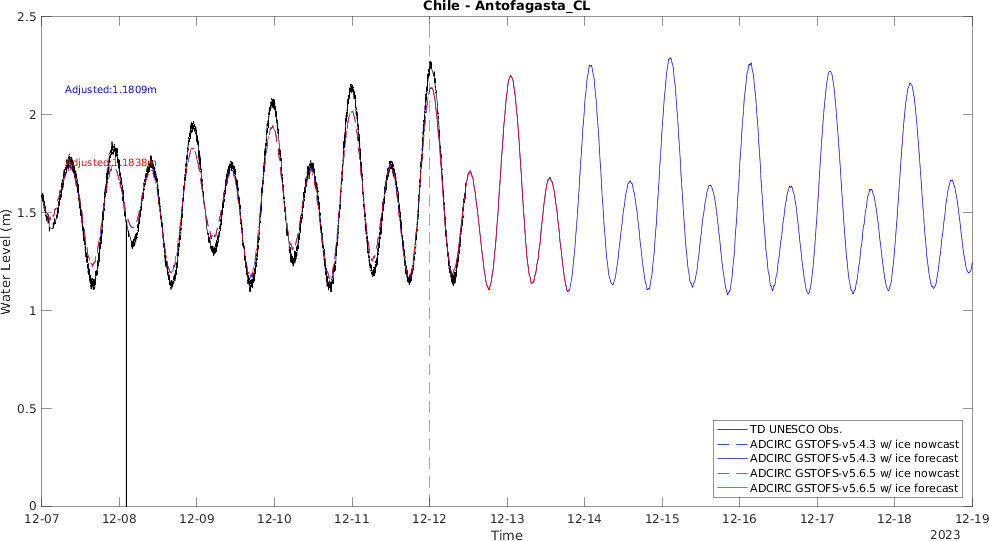 Chile - Antofagasta_CL
2.5
2
1.5
1
0.5
0
Water Level (m)
Adjusted:1.1809m
Adjusted:1.1838m
TD UNESCO Obs.
ADCIRC GSTOFS-v5.4.3 w/ ice nowcast
ADCIRC GSTOFS-v5.4.3 w/ ice forecast
ADCIRC GSTOFS-v5.6.5 w/ ice nowcast
ADCIRC GSTOFS-v5.6.5 w/ ice forecast
12-07 12-08 12-09 12-10 12-11 12-12 12-13 12-14 12-15 12-16 12-17 12-18 12-19
Time
2023